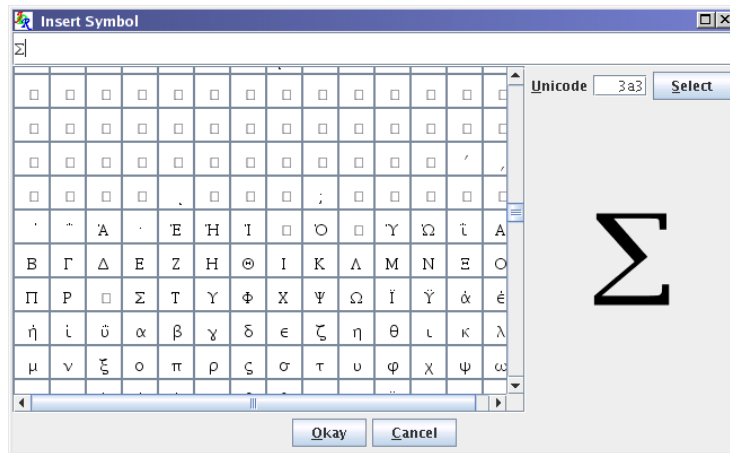 Insert Symbol
Σ
Unicode 3a3 Select
□ □ □ □ □ □ □ □ □ □ □ □ □ □
□ □ □ □ □ □ □ □ □ □ □ □ □ □
□ □ □ □ □ □ □ □ □ □ □ □ ʹ ͵
□ □ □ □ ͺ □ □ □ ; □ □ □ □ □
΄ ΅ Ά · Έ Ή Ί □ Ό □ Ύ Ώ ΐ Α
Β Γ Δ Ε Ζ Η Θ Ι Κ Λ Μ Ν Ξ Ο
Π Ρ □ Σ Τ Υ Φ Χ Ψ Ω Ϊ Ϋ ά έ
ή ί ΰ α β γ δ ε ζ η θ ι κ λ
μ ν ξ ο π ρ ς σ τ υ φ χ ψ ω
Σ
Okay Cancel